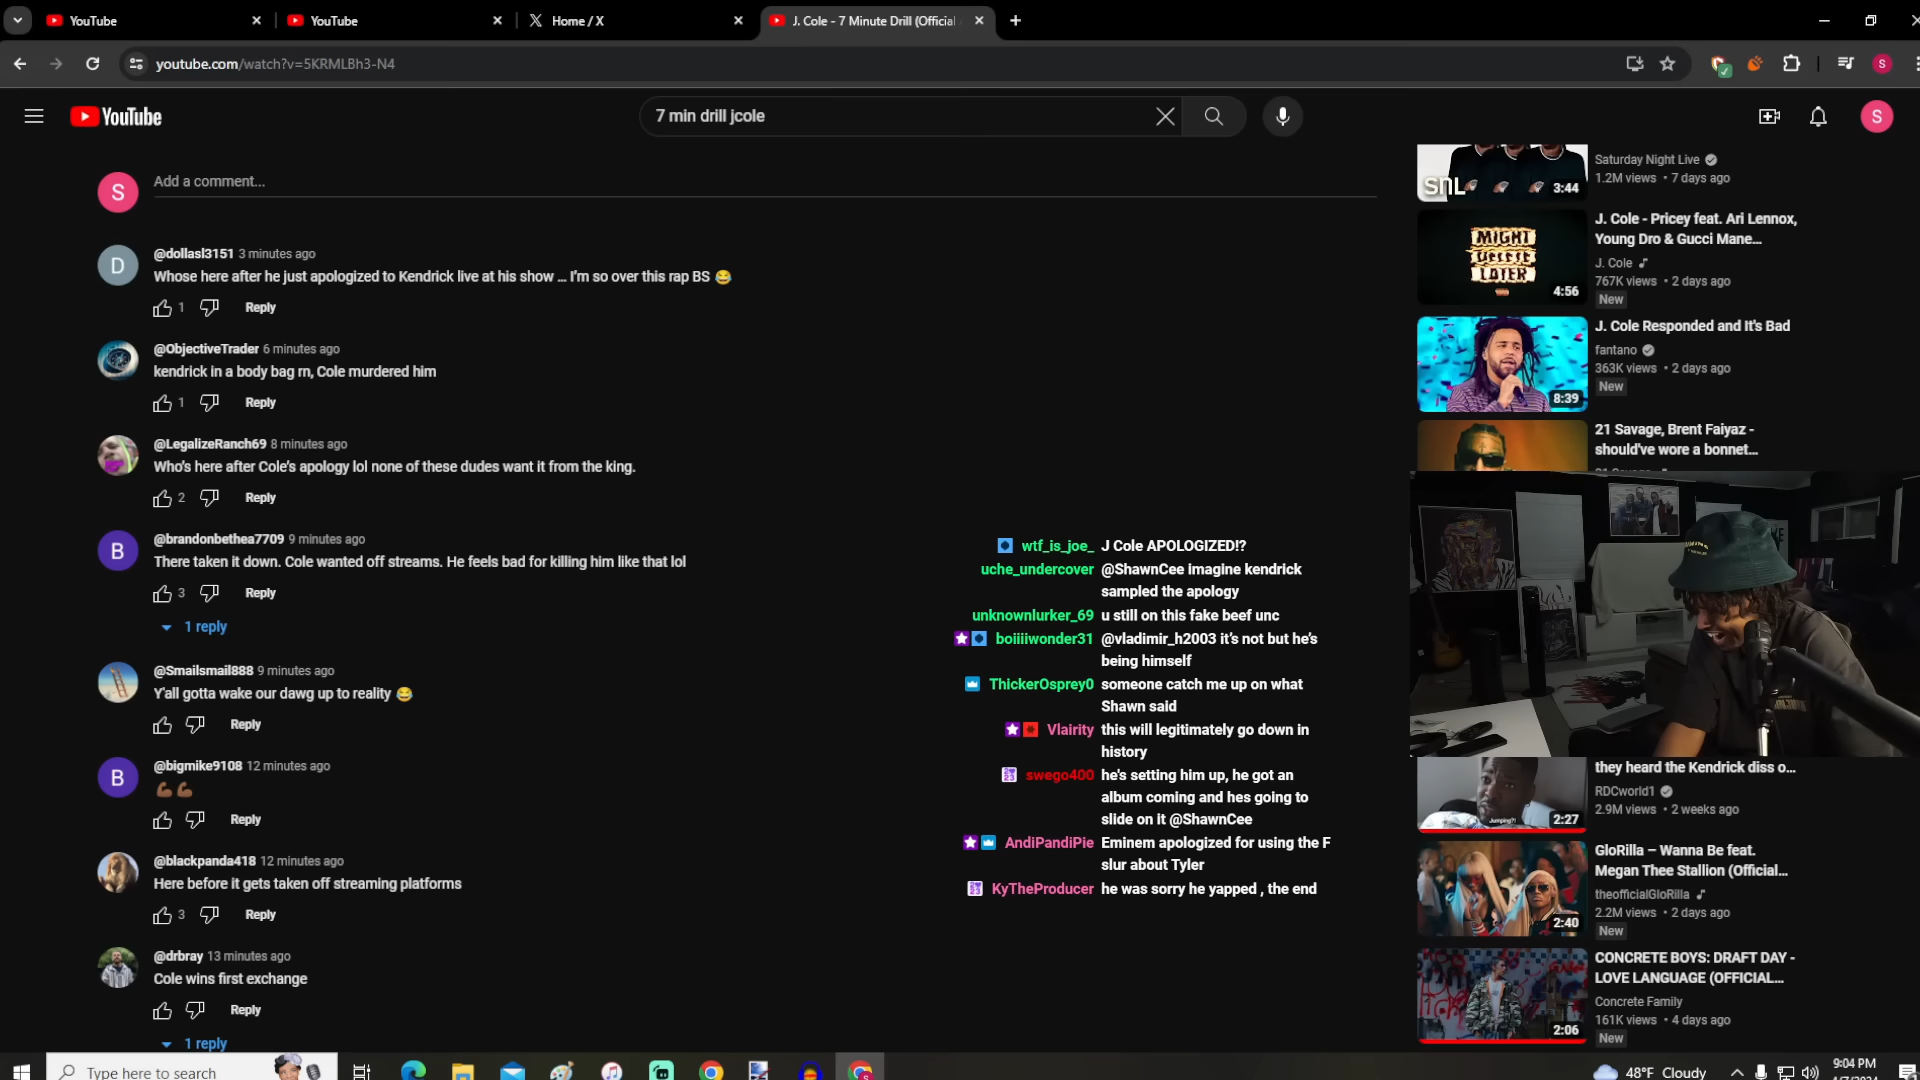 YouTube
YouTube
Home / X
J. Cole - 7 Minute Drill (Official
youtube.com/watch?v=5KRMLBh3-N4
S
YouTube
7 min drill jcole
S
S
Add a comment...
D
@dollasl3151 3 minutes ago
Whose here after he just apologized to Kendrick live at his show ... I'm so over this rap BS 😂
1 Reply
@ObjectiveTrader 6 minutes ago
kendrick in a body bag rn, Cole murdered him
1 Reply
@LegalizeRanch69 8 minutes ago
Who's here after Cole's apology lol none of these dudes want it from the king.
2 Reply
B
@brandonbethea7709 9 minutes ago
There taken it down. Cole wanted off streams. He feels bad for killing him like that lol
3 Reply
1 reply
@Smailsmail888 9 minutes ago
Y'all gotta wake our dawg up to reality 😂
Reply
B
@bigmike9108 12 minutes ago
💪🏾💪🏾
Reply
@blackpanda418 12 minutes ago
Here before it gets taken off streaming platforms
3 Reply
@drbray 13 minutes ago
Cole wins first exchange
Reply
1 reply
wtf_is_joe_ J Cole APOLOGIZED!?
uche_undercover @ShawnCee imagine kendrick
sampled the apology
unknownlurker_69 u still on this fake beef unc
boiiiiwonder31 @vladimir_h2003 it's not but he's
being himself
ThickerOsprey0 someone catch me up on what
Shawn said
Vlairity this will legitimately go down in
history
swego400 he's setting him up, he got an
album coming and hes going to
slide on it @ShawnCee
AndiPandiPie Eminem apologized for using the F
slur about Tyler
KyTheProducer he was sorry he yapped , the end
SNL
3:44
Saturday Night Live
1.2M views • 7 days ago
MIGHT
DELETE
LATER
4:56
J. Cole - Pricey feat. Ari Lennox,
Young Dro & Gucci Mane...
J. Cole
767K views • 2 days ago
New
8:39
J. Cole Responded and It's Bad
fantano
363K views • 2 days ago
New
21 Savage, Brent Faiyaz -
should've wore a bonnet...
they heard the Kendrick diss o...
RDCworld1
2.9M views • 2 weeks ago
Jumping?!
2:27
GloRilla – Wanna Be feat.
Megan Thee Stallion (Official...
theofficialGloRilla
2.2M views • 2 days ago
New
2:40
CONCRETE BOYS: DRAFT DAY -
LOVE LANGUAGE (OFFICIAL...
Concrete Family
161K views • 4 days ago
New
2:06
Type here to search
48°F Cloudy
9:04 PM